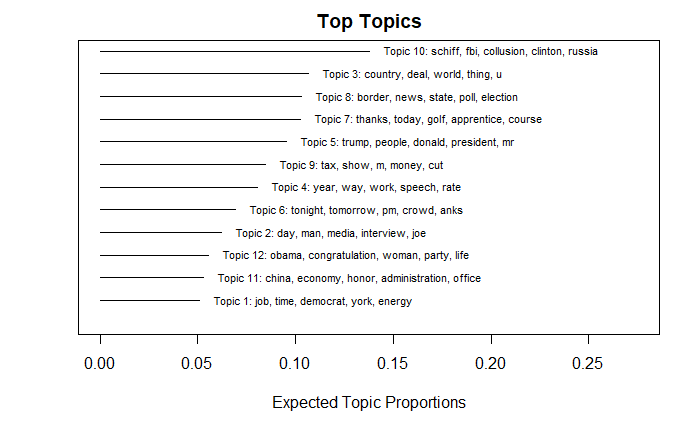 Top Topics
Topic 10: schiff, fbi, collusion, clinton, russia
Topic 3: country, deal, world, thing, u
Topic 8: border, news, state, poll, election
Topic 7: thanks, today, golf, apprentice, course
Topic 5: trump, people, donald, president, mr
Topic 9: tax, show, m, money, cut
Topic 4: year, way, work, speech, rate
Topic 6: tonight, tomorrow, pm, crowd, anks
Topic 2: day, man, media, interview, joe
Topic 12: obama, congratulation, woman, party, life
Topic 11: china, economy, honor, administration, office
Topic 1: job, time, democrat, york, energy
0.00 0.05 0.10 0.15 0.20 0.25
Expected Topic Proportions